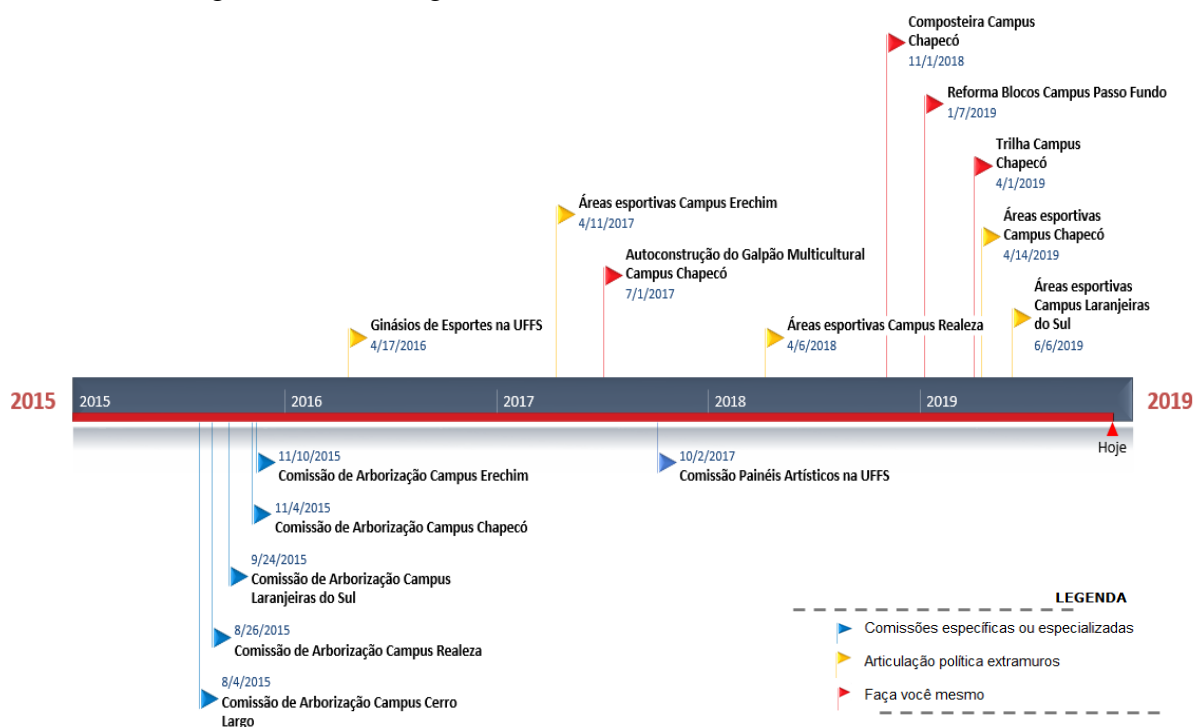 Composteira Campus
Chapecó
11/1/2018
Reforma Blocos Campus Passo Fundo
1/7/2019
Trilha Campus
Chapecó
4/1/2019
Áreas esportivas Campus Erechim
4/11/2017
Áreas esportivas
Campus Chapecó
4/14/2019
Autoconstrução do Galpão Multicultural
Campus Chapecó
7/1/2017
Áreas esportivas
Campus Laranjeiras
do Sul
6/6/2019
Ginásios de Esportes na UFFS
4/17/2016
Áreas esportivas Campus Realeza
4/6/2018
2015
2015
2016
2017
2018
2019
2019
Hoje
11/10/2015
Comissão de Arborização Campus Erechim
10/2/2017
Comissão Painéis Artísticos na UFFS
11/4/2015
Comissão de Arborização Campus Chapecó
9/24/2015
Comissão de Arborização Campus
Laranjeiras do Sul
8/26/2015
Comissão de Arborização Campus Realeza
8/4/2015
Comissão de Arborização Campus Cerro
Largo
LEGENDA
Comissões específicas ou especializadas
Articulação política extramuros
Faça você mesmo